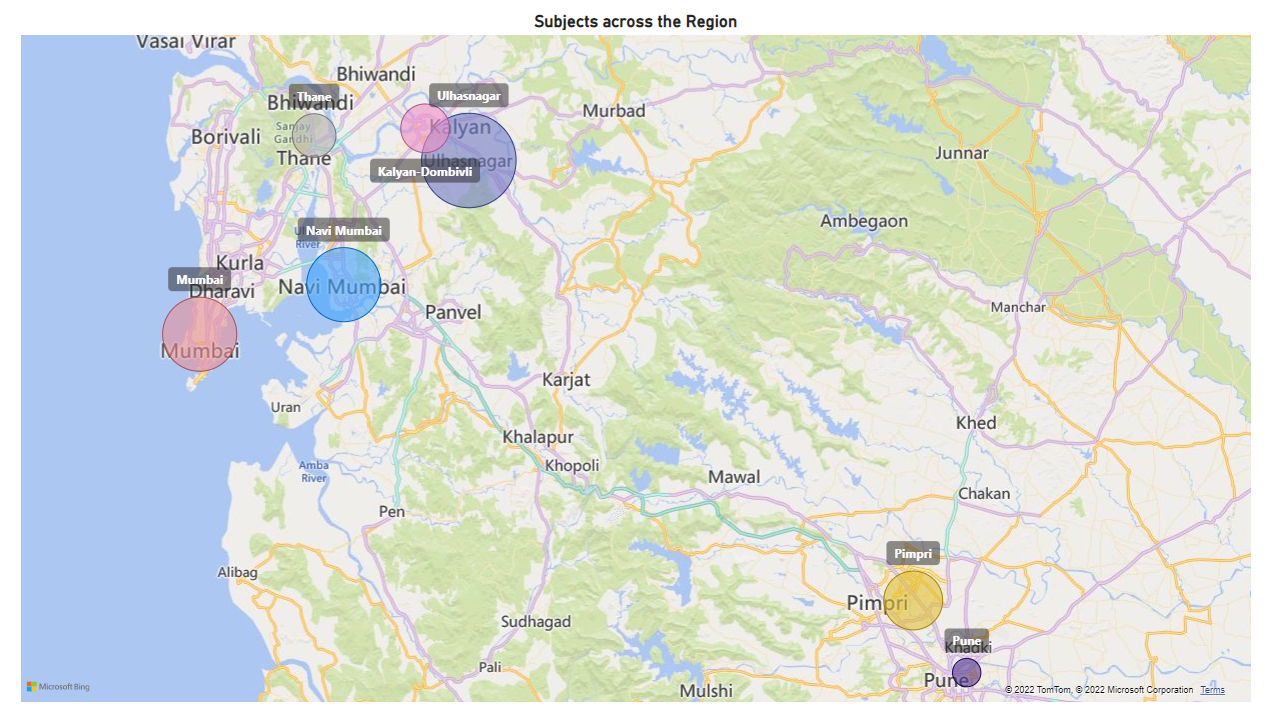 Subjects across the Region
Vasai Virar
Bhiwandi
Thane
Bhiwandi
Ulhasnagar
Murbad
Borivali
Sanjay
Gandhi
Kalyan
Thane
Ulhasnagar
Kalyan-Dombivli
Junnar
Ambegaon
Navi Mumbai
River
Kurla
Mumbai
Dharavi
Navi Mumbai
Panvel
Manchar
Mumbai
Karjat
Uran
Khed
Khalapur
Khopoli
Amba
River
Mawal
Chakan
Pen
Pimpri
Alibag
Pimpri
Sudhagad
Pune
Khadki
Pali
Pune
Mulshi
Microsoft Bing
© 2022 TomTom, © 2022 Microsoft Corporation Terms